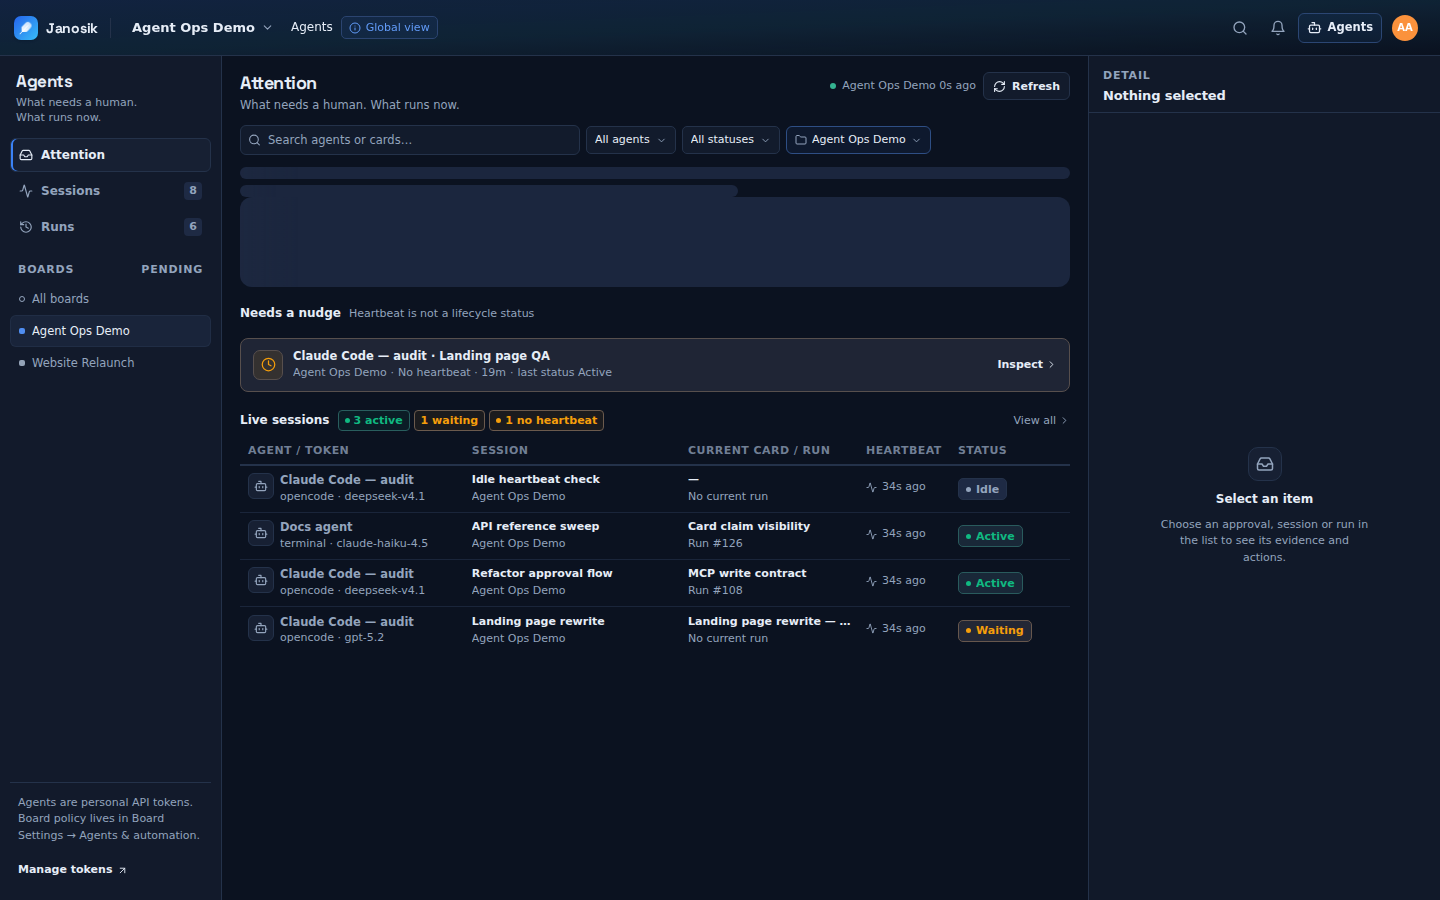 Janosik
Agent Ops Demo
Agents
Global view
Agents
AA
Agents
What needs a human.
What runs now.
Attention
Sessions 8
Runs 6
BOARDS PENDING
All boards
Agent Ops Demo
Website Relaunch
Agents are personal API tokens.
Board policy lives in Board
Settings → Agents & automation.
Manage tokens
Attention
What needs a human. What runs now.
Agent Ops Demo 0s ago
Refresh
Search agents or cards...
All agents
All statuses
Agent Ops Demo
Needs a nudge Heartbeat is not a lifecycle status
Claude Code — audit · Landing page QA
Agent Ops Demo · No heartbeat · 19m · last status Active
Inspect
Live sessions 3 active 1 waiting 1 no heartbeat View all
AGENT / TOKEN SESSION CURRENT CARD / RUN HEARTBEAT STATUS
Claude Code — audit Idle heartbeat check — 34s ago Idle
opencode · deepseek-v4.1 Agent Ops Demo No current run
Docs agent API reference sweep Card claim visibility 34s ago Active
terminal · claude-haiku-4.5 Agent Ops Demo Run #126
Claude Code — audit Refactor approval flow MCP write contract 34s ago Active
opencode · deepseek-v4.1 Agent Ops Demo Run #108
Claude Code — audit Landing page rewrite Landing page rewrite — ... 34s ago Waiting
opencode · gpt-5.2 Agent Ops Demo No current run
DETAIL
Nothing selected
Select an item
Choose an approval, session or run in
the list to see its evidence and
actions.